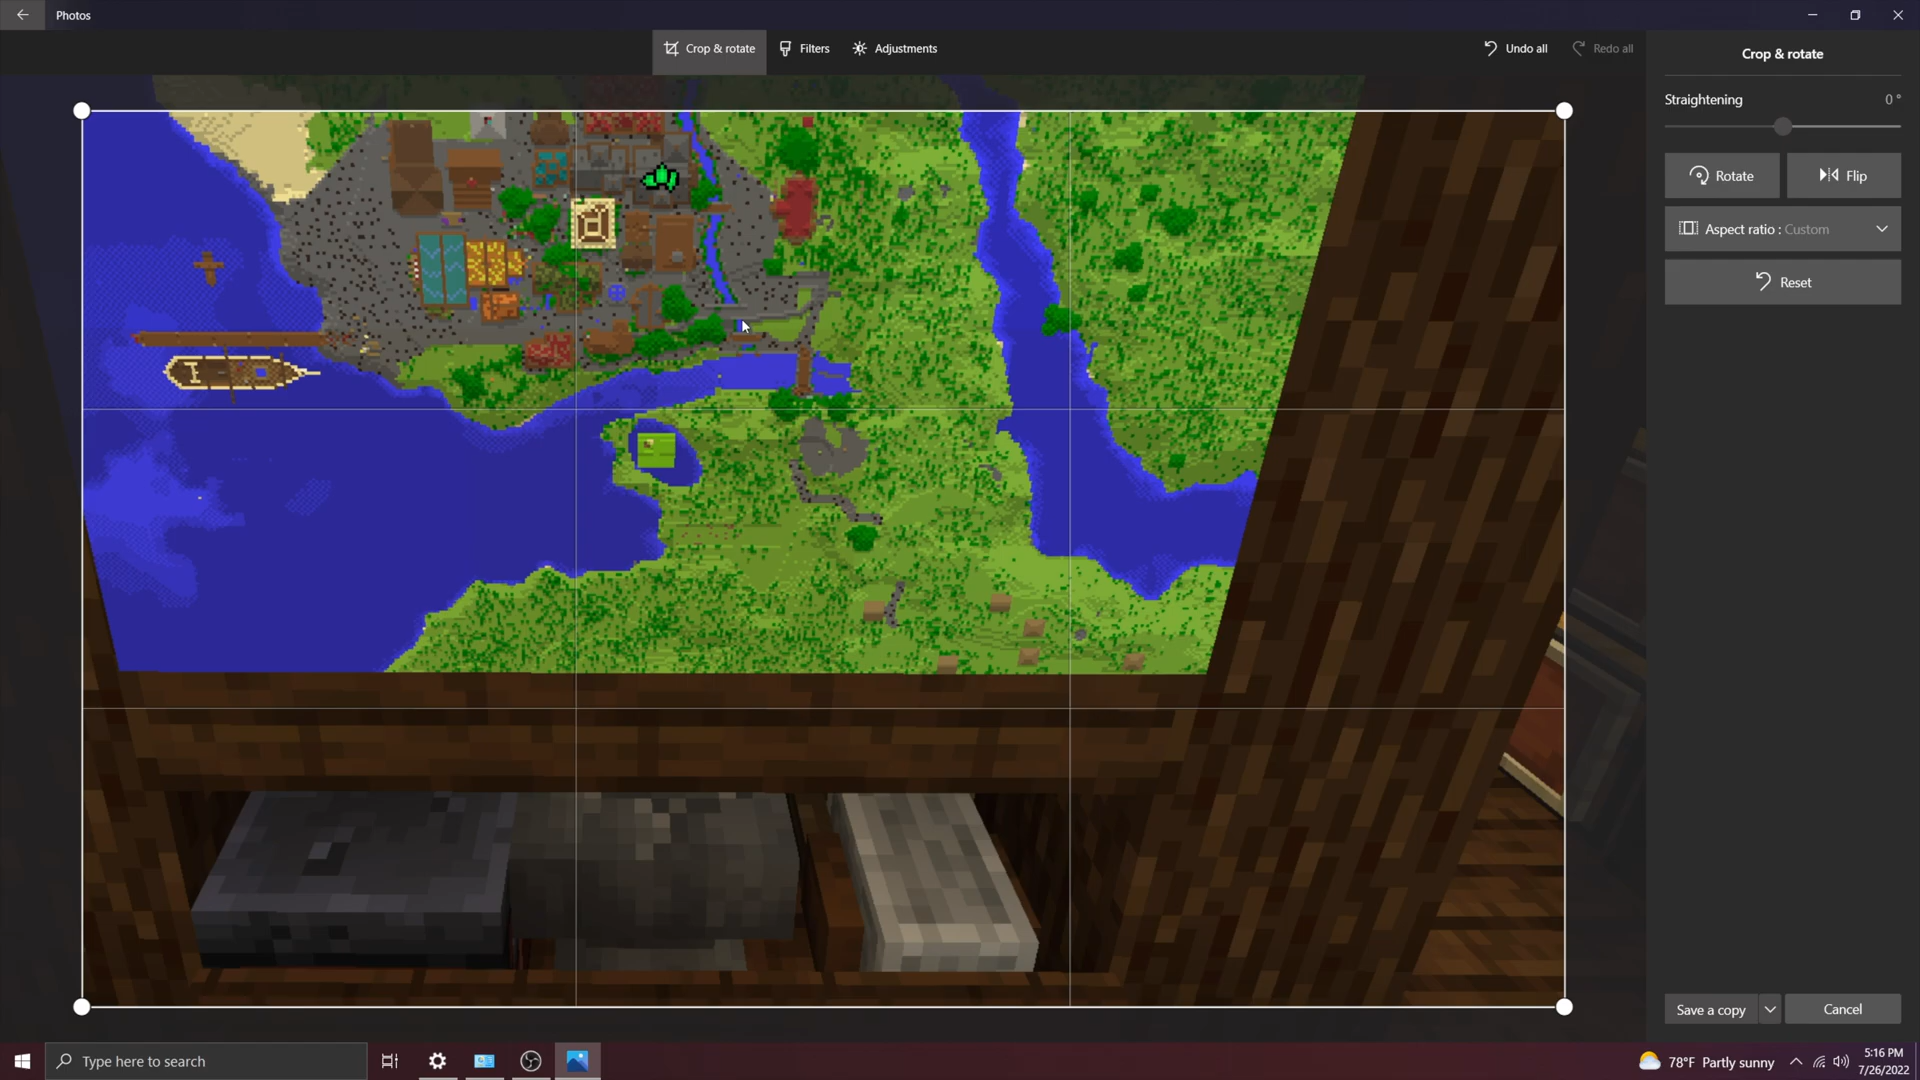 Photos
Crop & rotate
Filters
Adjustments
Undo all
Redo all
Crop & rotate
Straightening
0 °
Rotate
Flip
Aspect ratio : Custom
Reset
Save a copy
Cancel
Type here to search
78°F Partly sunny
5:16 PM
7/26/2022